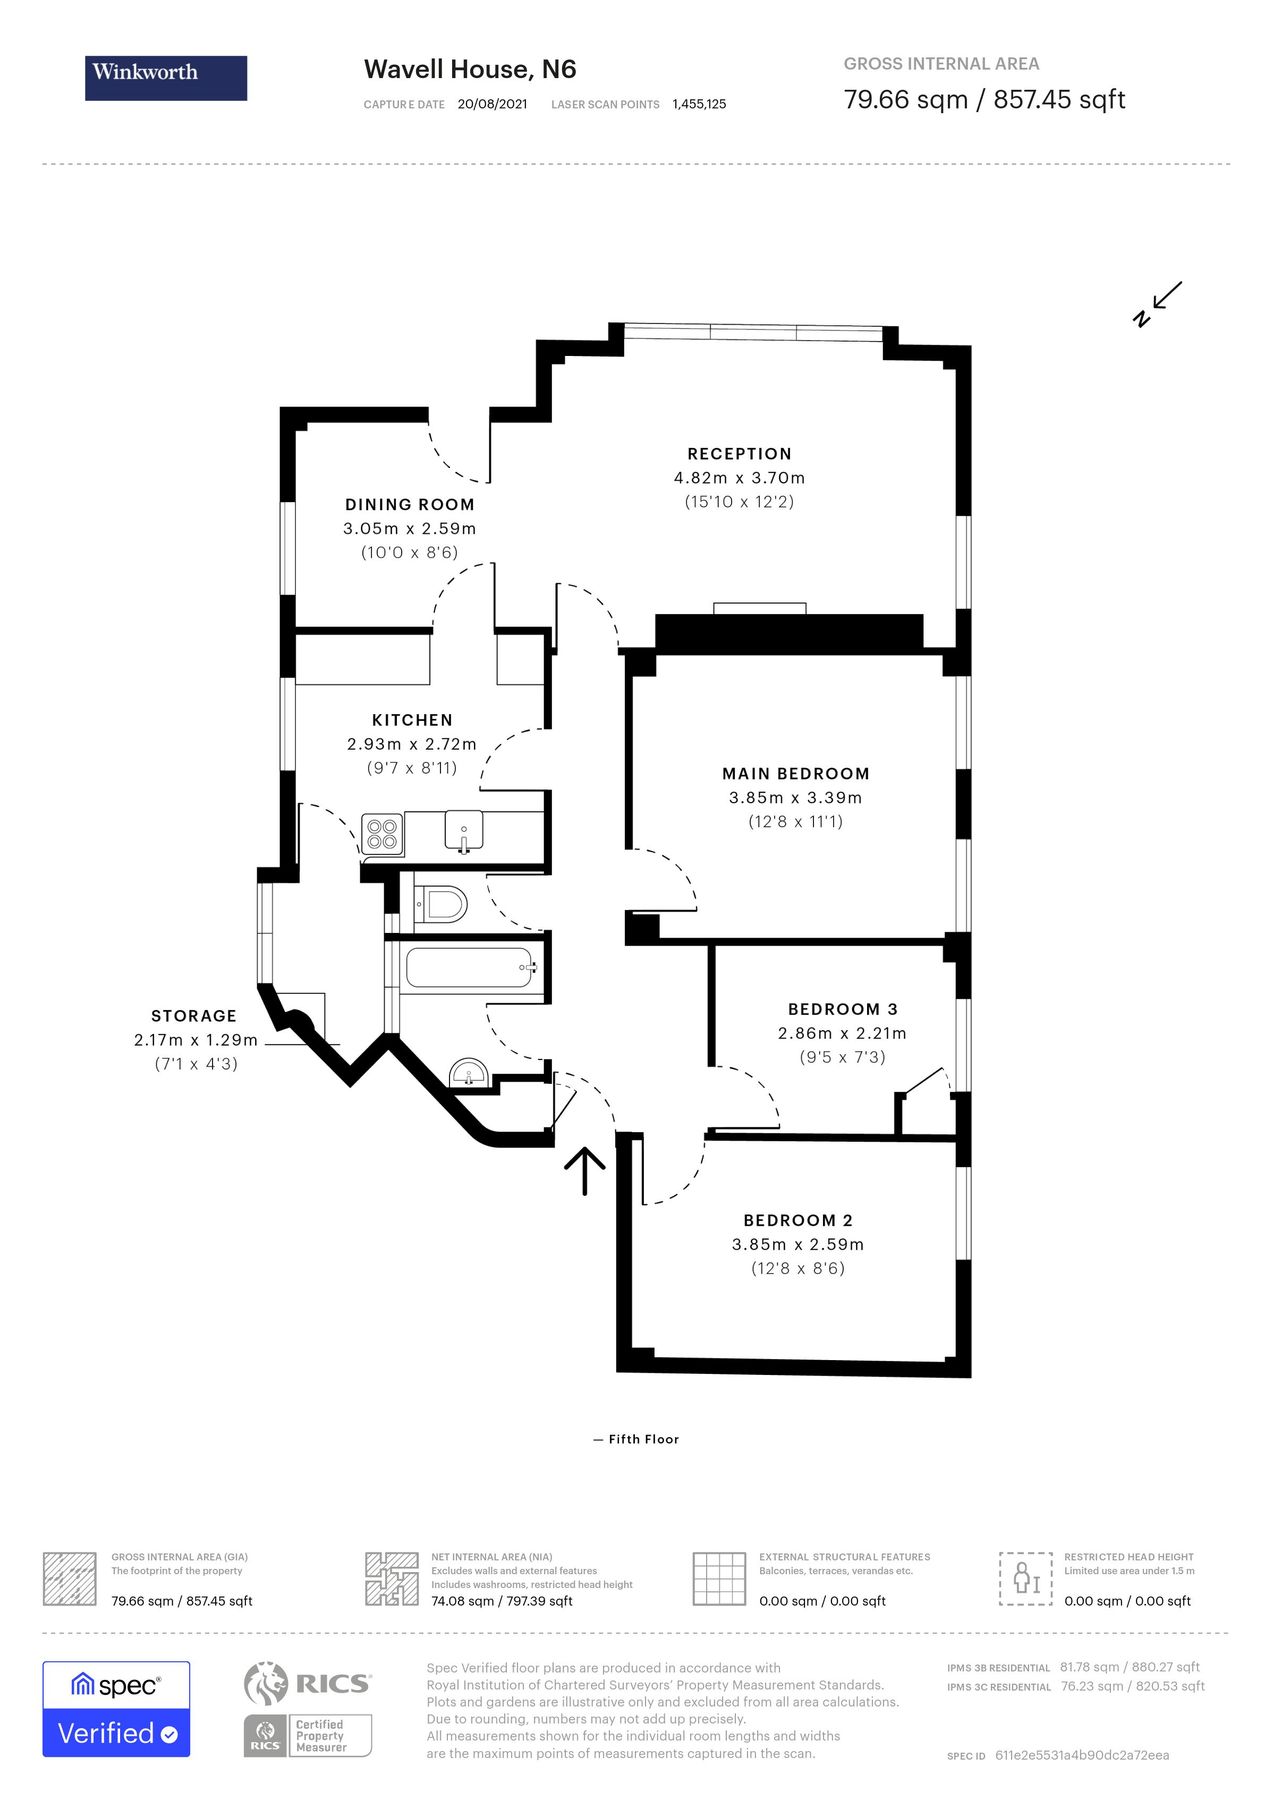 Winkworth
Wavell House, N6
CAPTURE DATE 20/08/2021 LASER SCAN POINTS 1,455,125
GROSS INTERNAL AREA
79.66 sqm / 857.45 sqft
N
RECEPTION
4.82m x 3.70m
(15'10 x 12'2)
DINING ROOM
3.05m x 2.59m
(10'0 x 8'6)
KITCHEN
2.93m x 2.72m
(9'7 x 8'11)
MAIN BEDROOM
3.85m x 3.39m
(12'8 x 11'1)
STORAGE
2.17m x 1.29m
(7'1 x 4'3)
BEDROOM 3
2.86m x 2.21m
(9'5 x 7'3)
BEDROOM 2
3.85m x 2.59m
(12'8 x 8'6)
— Fifth Floor
GROSS INTERNAL AREA (GIA)
The footprint of the property
79.66 sqm / 857.45 sqft
NET INTERNAL AREA (NIA)
Excludes walls and external features
Includes washrooms, restricted head height
74.08 sqm / 797.39 sqft
EXTERNAL STRUCTURAL FEATURES
Balconies, terraces, verandas etc.
0.00 sqm / 0.00 sqft
RESTRICTED HEAD HEIGHT
Limited use area under 1.5 m
0.00 sqm / 0.00 sqft
spec®
Verified
RICS®
RICS
Certified
Property
Measurer
Spec Verified floor plans are produced in accordance with
Royal Institution of Chartered Surveyors' Property Measurement Standards.
Plots and gardens are illustrative only and excluded from all area calculations.
Due to rounding, numbers may not add up precisely.
All measurements shown for the individual room lengths and widths
are the maximum points of measurements captured in the scan.
IPMS 3B RESIDENTIAL 81.78 sqm / 880.27 sqft
IPMS 3C RESIDENTIAL 76.23 sqm / 820.53 sqft
SPEC ID 611e2e5531a4b90dc2a72eea